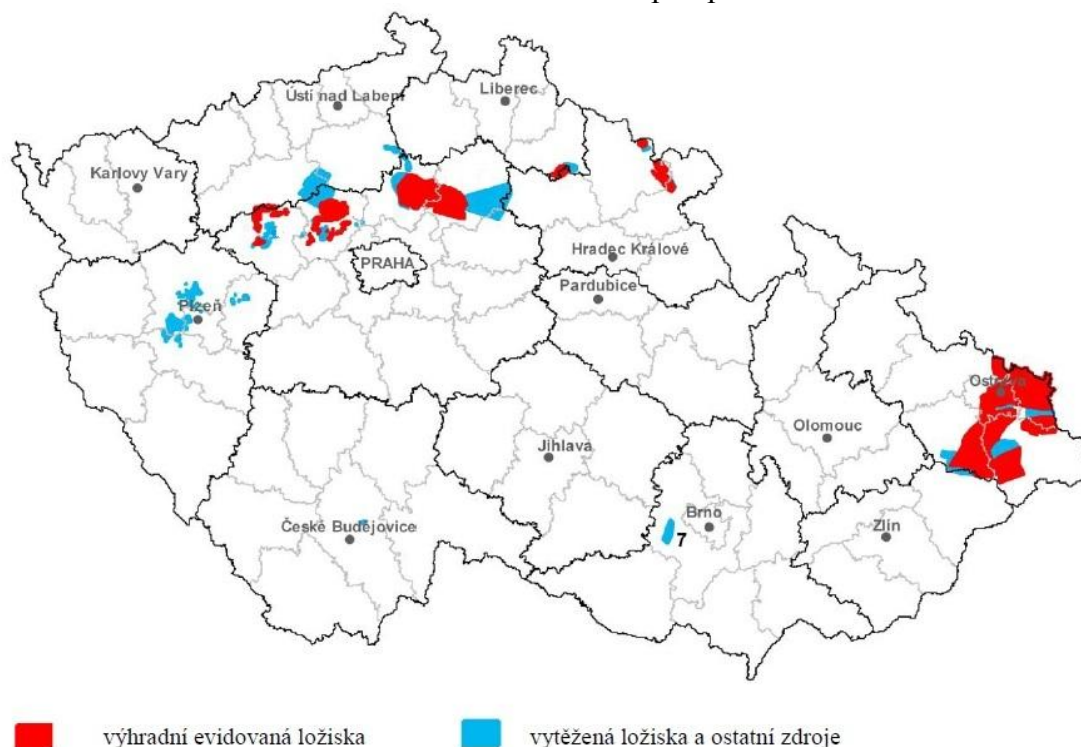 Ústí nad Labem
Liberec
Karlovy Vary
PRAHA
Hradec Králové
Pardubice
Plzeň
Ostrava
Olomouc
Jihlava
Brno
7
Zlín
České Budějovice
výhradní evidovaná ložiska
vytěžená ložiska a ostatní zdroje